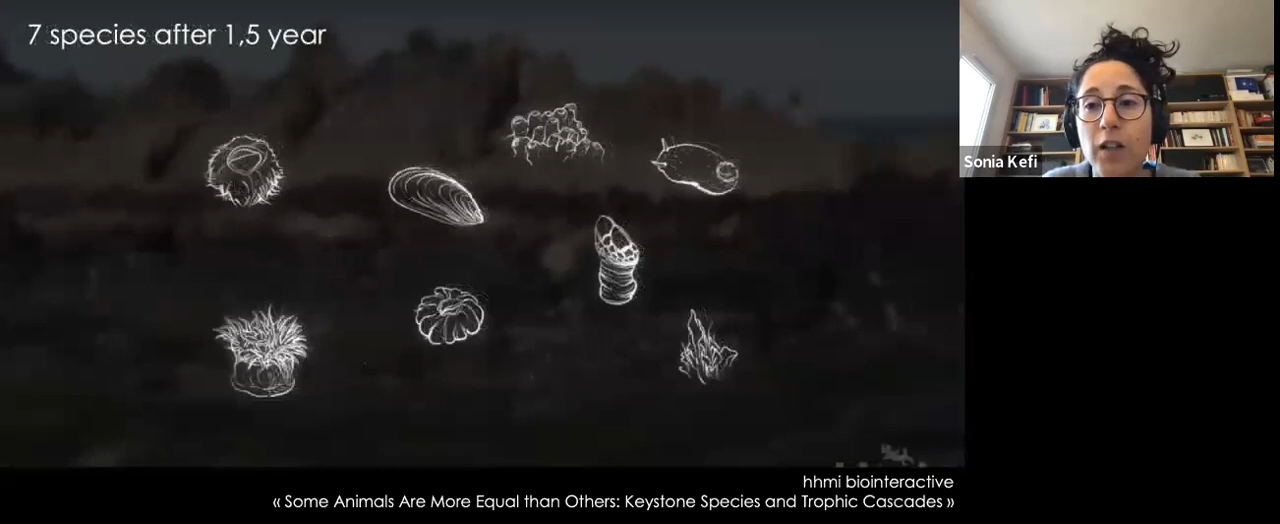 7 species after 1,5 year
Sonia Kefi
hhmi biointeractive
« Some Animals Are More Equal than Others: Keystone Species and Trophic Cascades »